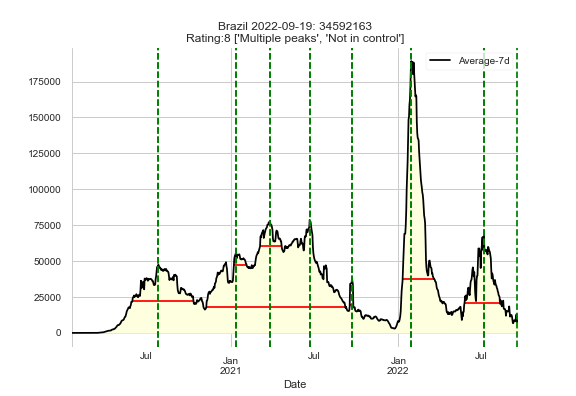 Brazil 2022-09-19: 34592163
Rating:8 ['Multiple peaks', 'Not in control']
Average-7d
175000
150000
125000
100000
75000
50000
25000
0
Jul
Jan
2021
Jul
Jan
2022
Jul
Date